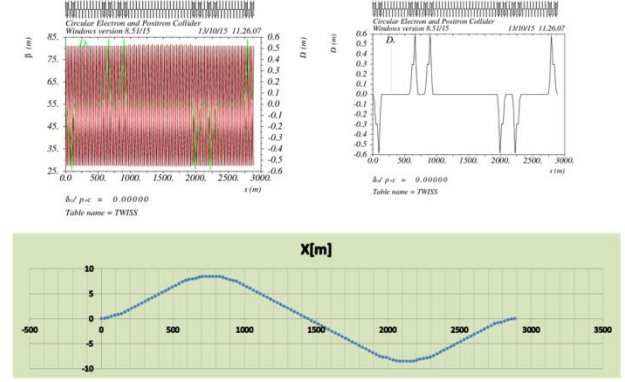 Circular Electron and Positron Collider
Windows version 8.51/15 13/10/15 11.26.07
β (m)
D (m)
85.
75.
65.
55.
45.
35.
25.
0.6
0.5
0.4
0.3
0.2
0.1
0.0
-0.1
-0.2
-0.3
-0.4
-0.5
-0.6
0.0 500. 1000. 1500. 2000. 2500. 3000.
s (m)
= 0.00000
Table name = TWISS
Circular Electron and Positron Collider
Windows version 8.51/15 13/10/15 11.26.07
D (m)
0.6
0.5
0.4
0.3
0.2
0.1
0.0
-0.1
-0.2
-0.3
-0.4
-0.5
-0.6
0.0 500. 1000. 1500. 2000. 2500. 3000.
s (m)
= 0.00000
Table name = TWISS
X[m]
10
5
0
-5
-10
-500 0 500 1000 1500 2000 2500 3000 3500